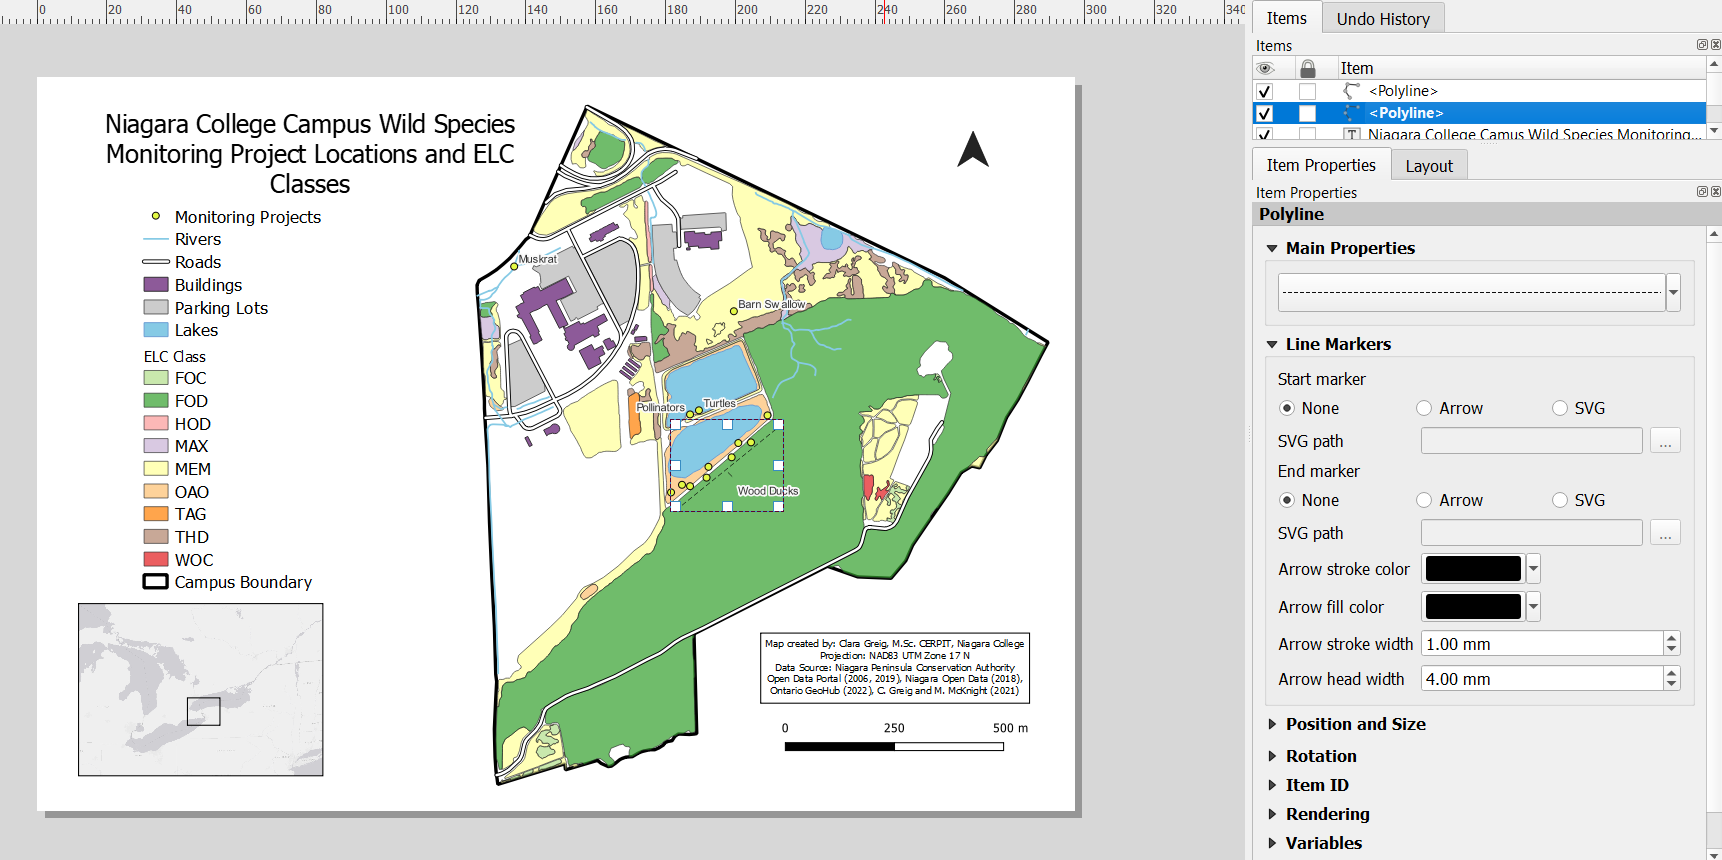 0 20 40 60 80 100 120 140 160 180 200 220 240 260 280 300 320 340
Items Undo History
Items
Item
<Polyline>
<Polyline>
Niagara College Camus Wild Species Monitoring...
Item Properties Layout
Item Properties
Polyline
Main Properties
Line Markers
Start marker
None Arrow SVG
SVG path ...
End marker
None Arrow SVG
SVG path ...
Arrow stroke color
Arrow fill color
Arrow stroke width 1.00 mm
Arrow head width 4.00 mm
Position and Size
Rotation
Item ID
Rendering
Variables
Niagara College Campus Wild Species
Monitoring Project Locations and ELC
Classes
Monitoring Projects
Rivers
Roads
Buildings
Parking Lots
Lakes
ELC Class
FOC
FOD
HOD
MAX
MEM
OAO
TAG
THD
WOC
Campus Boundary
Muskrat
Barn Swallow
Turtles
Pollinators
Wood Ducks
Map created by: Clara Greig, M.Sc. CERPIT, Niagara College
Projection: NAD83 UTM Zone 17 N
Data Source: Niagara Peninsula Conservation Authority
Open Data Portal (2006, 2019), Niagara Open Data (2018),
Ontario GeoHub (2022), C. Greig and M. McKnight (2021)
0 250 500 m